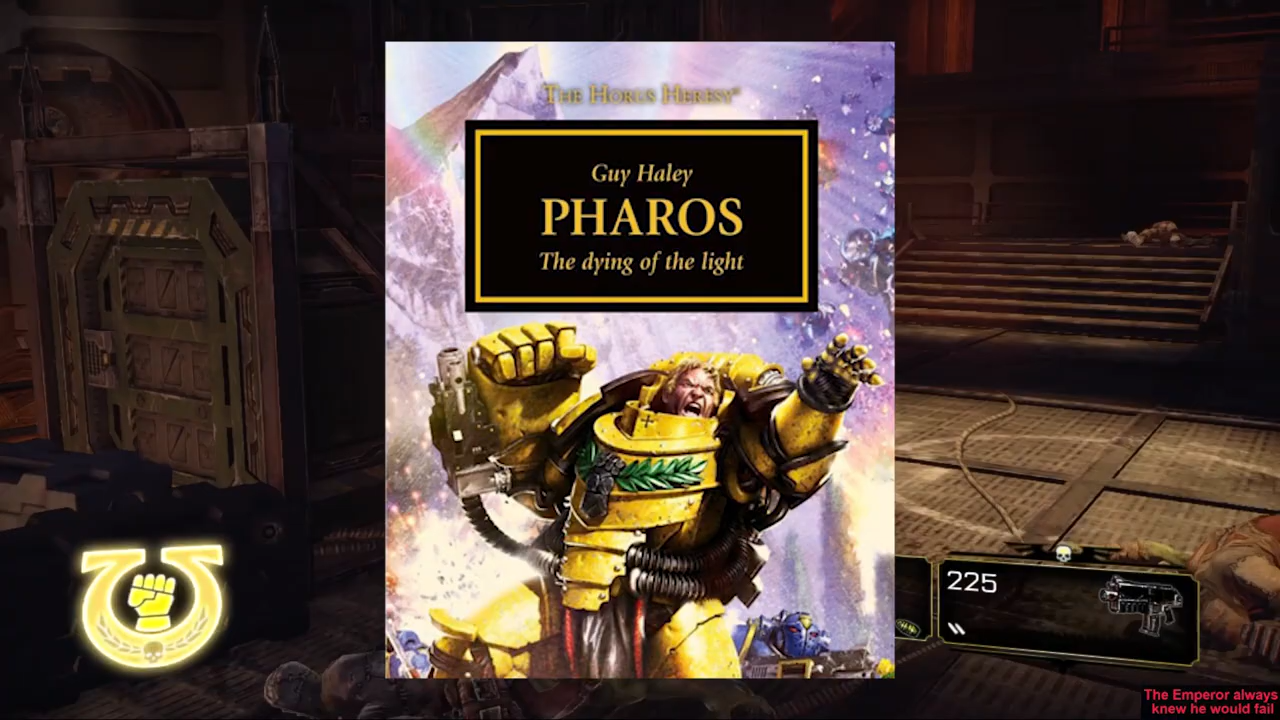 The Horus Heresy®
Guy Haley
PHAROS
The dying of the light
225
The Emperor always
knew he would fail